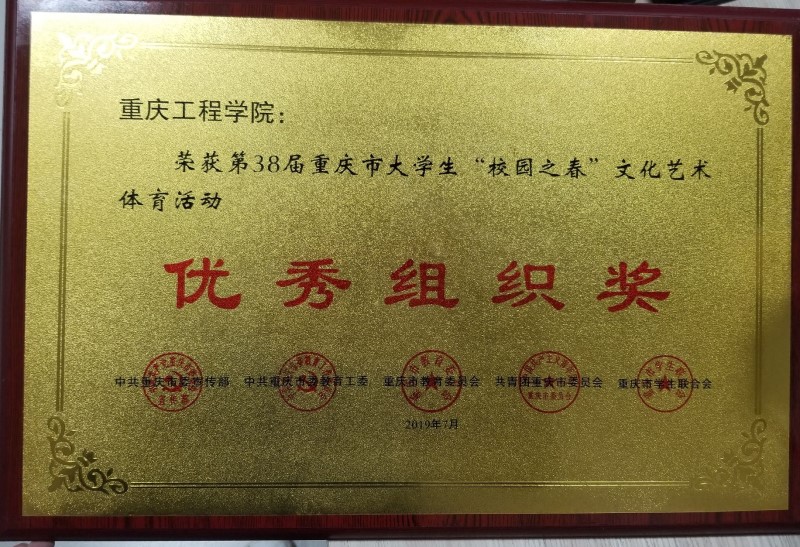 重庆工程学院：
荣获第38届重庆市大学生“校园之春”文化艺术
体育活动
优秀组织奖
中共重庆市委宣传部 中共重庆市委教育工委 重庆市教育委员会 共青团重庆市委员会 重庆市学生联合会
2019年7月